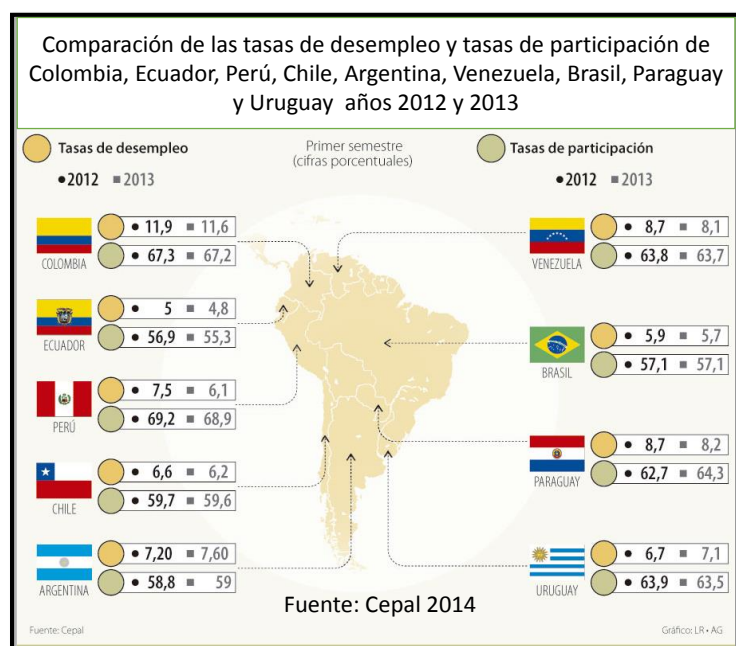 Comparación de las tasas de desempleo y tasas de participación de
Colombia, Ecuador, Perú, Chile, Argentina, Venezuela, Brasil, Paraguay
y Uruguay años 2012 y 2013
Tasas de desempleo
•2012 ■2013
Primer semestre
(cifras porcentuales)
Tasas de participación
•2012 ■2013
COLOMBIA
• 11,9 ■ 11,6
• 67,3 ■ 67,2
ECUADOR
• 5 ■ 4,8
• 56,9 ■ 55,3
PERÚ
• 7,5 ■ 6,1
• 69,2 ■ 68,9
CHILE
• 6,6 ■ 6,2
• 59,7 ■ 59,6
ARGENTINA
• 7,20 ■ 7,60
• 58,8 ■ 59
VENEZUELA
• 8,7 ■ 8,1
• 63,8 ■ 63,7
BRASIL
• 5,9 ■ 5,7
• 57,1 ■ 57,1
PARAGUAY
• 8,7 ■ 8,2
• 62,7 ■ 64,3
URUGUAY
• 6,7 ■ 7,1
• 63,9 ■ 63,5
Fuente: Cepal 2014
Fuente: Cepal
Gráfico: LR • AG